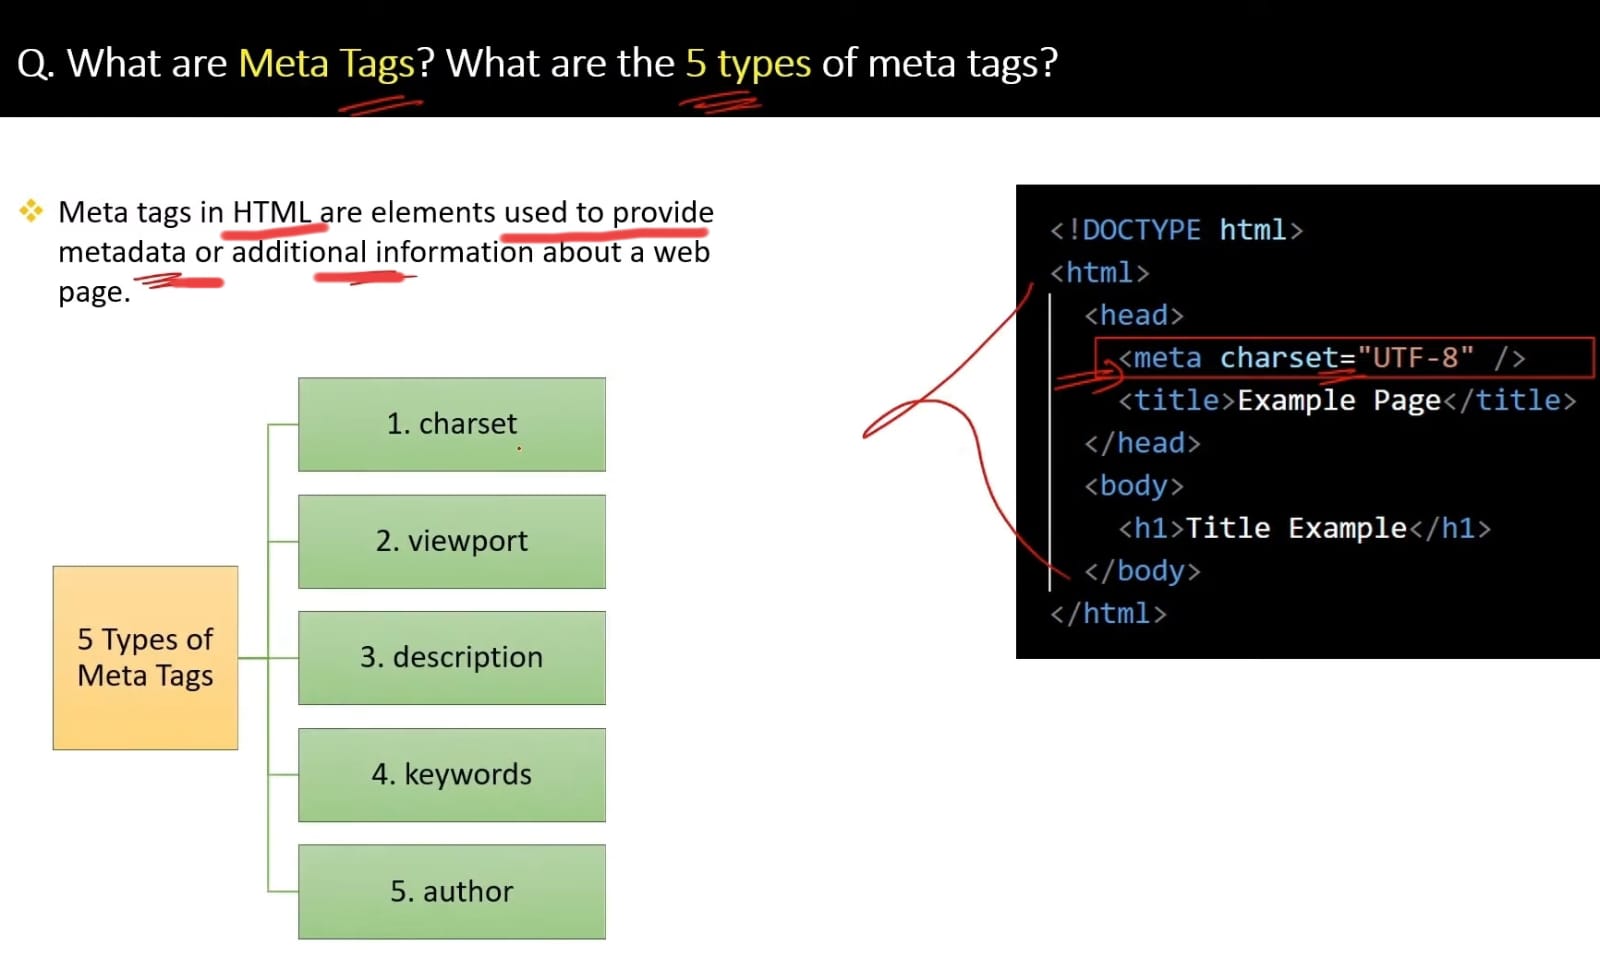 Q. What are Meta Tags? What are the 5 types of meta tags?
Meta tags in HTML are elements used to provide
metadata or additional information about a web
page.
5 Types of
Meta Tags
1. charset
2. viewport
3. description
4. keywords
5. author
<!DOCTYPE html>
<html>
<head>
<meta charset="UTF-8" />
<title>Example Page</title>
</head>
<body>
<h1>Title Example</h1>
</body>
</html>